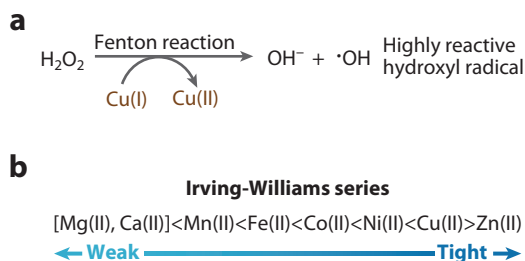 a
Fenton reaction
H₂O₂
OH⁻ + ·OH
Highly reactive
hydroxyl radical
Cu(I)
Cu(II)
b
Irving-Williams series
[Mg(II), Ca(II)]<Mn(II)<Fe(II)<Co(II)<Ni(II)<Cu(II)>Zn(II)
Weak
Tight